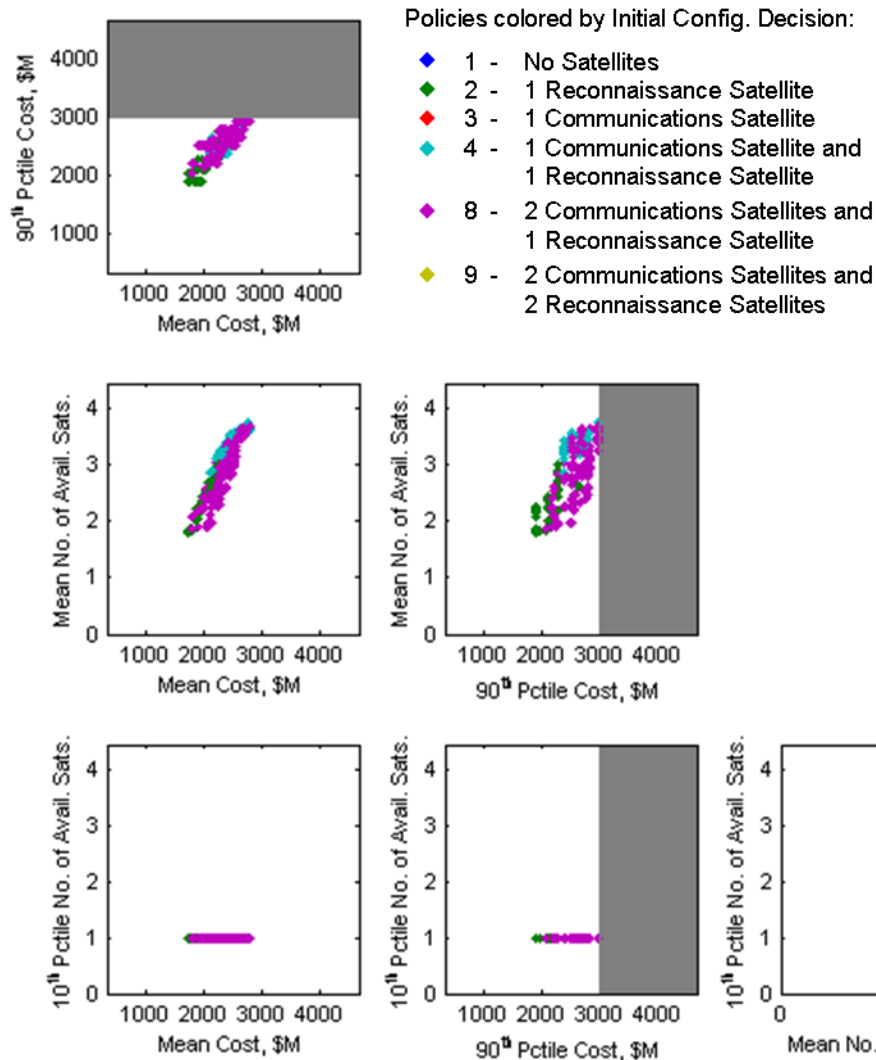 Policies colored by Initial Config. Decision:
1 - No Satellites
2 - 1 Reconnaissance Satellite
3 - 1 Communications Satellite
4 - 1 Communications Satellite and
1 Reconnaissance Satellite
8 - 2 Communications Satellites and
1 Reconnaissance Satellite
9 - 2 Communications Satellites and
2 Reconnaissance Satellites
90th Pctile Cost, $M
4000
3000
2000
1000
1000 2000 3000 4000
Mean Cost, $M
Mean No. of Avail. Sats.
4
3
2
1
0
1000 2000 3000 4000
Mean Cost, $M
Mean No. of Avail. Sats.
4
3
2
1
0
1000 2000 3000 4000
90th Pctile Cost, $M
10th Pctile No. of Avail. Sats.
4
3
2
1
0
1000 2000 3000 4000
Mean Cost, $M
10th Pctile No. of Avail. Sats.
4
3
2
1
0
1000 2000 3000 4000
90th Pctile Cost, $M
10th Pctile No. of Avail. Sats.
4
3
2
1
0
0
Mean No.